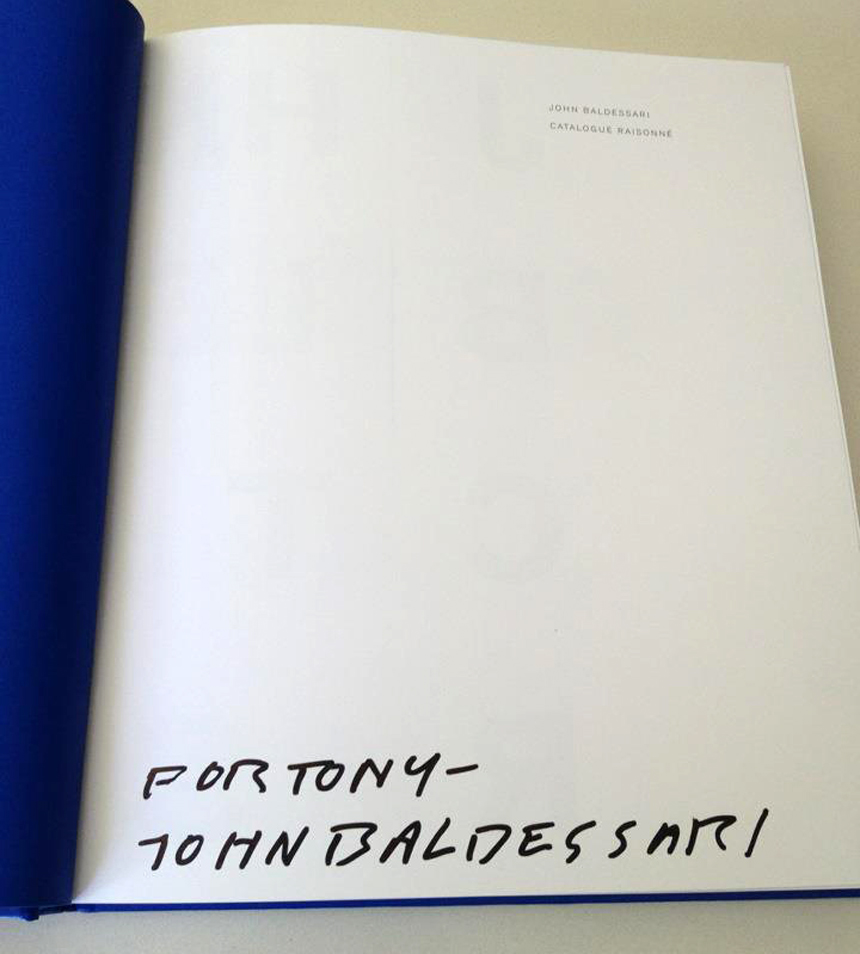 JOHN BALDESSARI
CATALOGUE RAISONNÉ
FOR TONY-
JOHN BALDESSARI